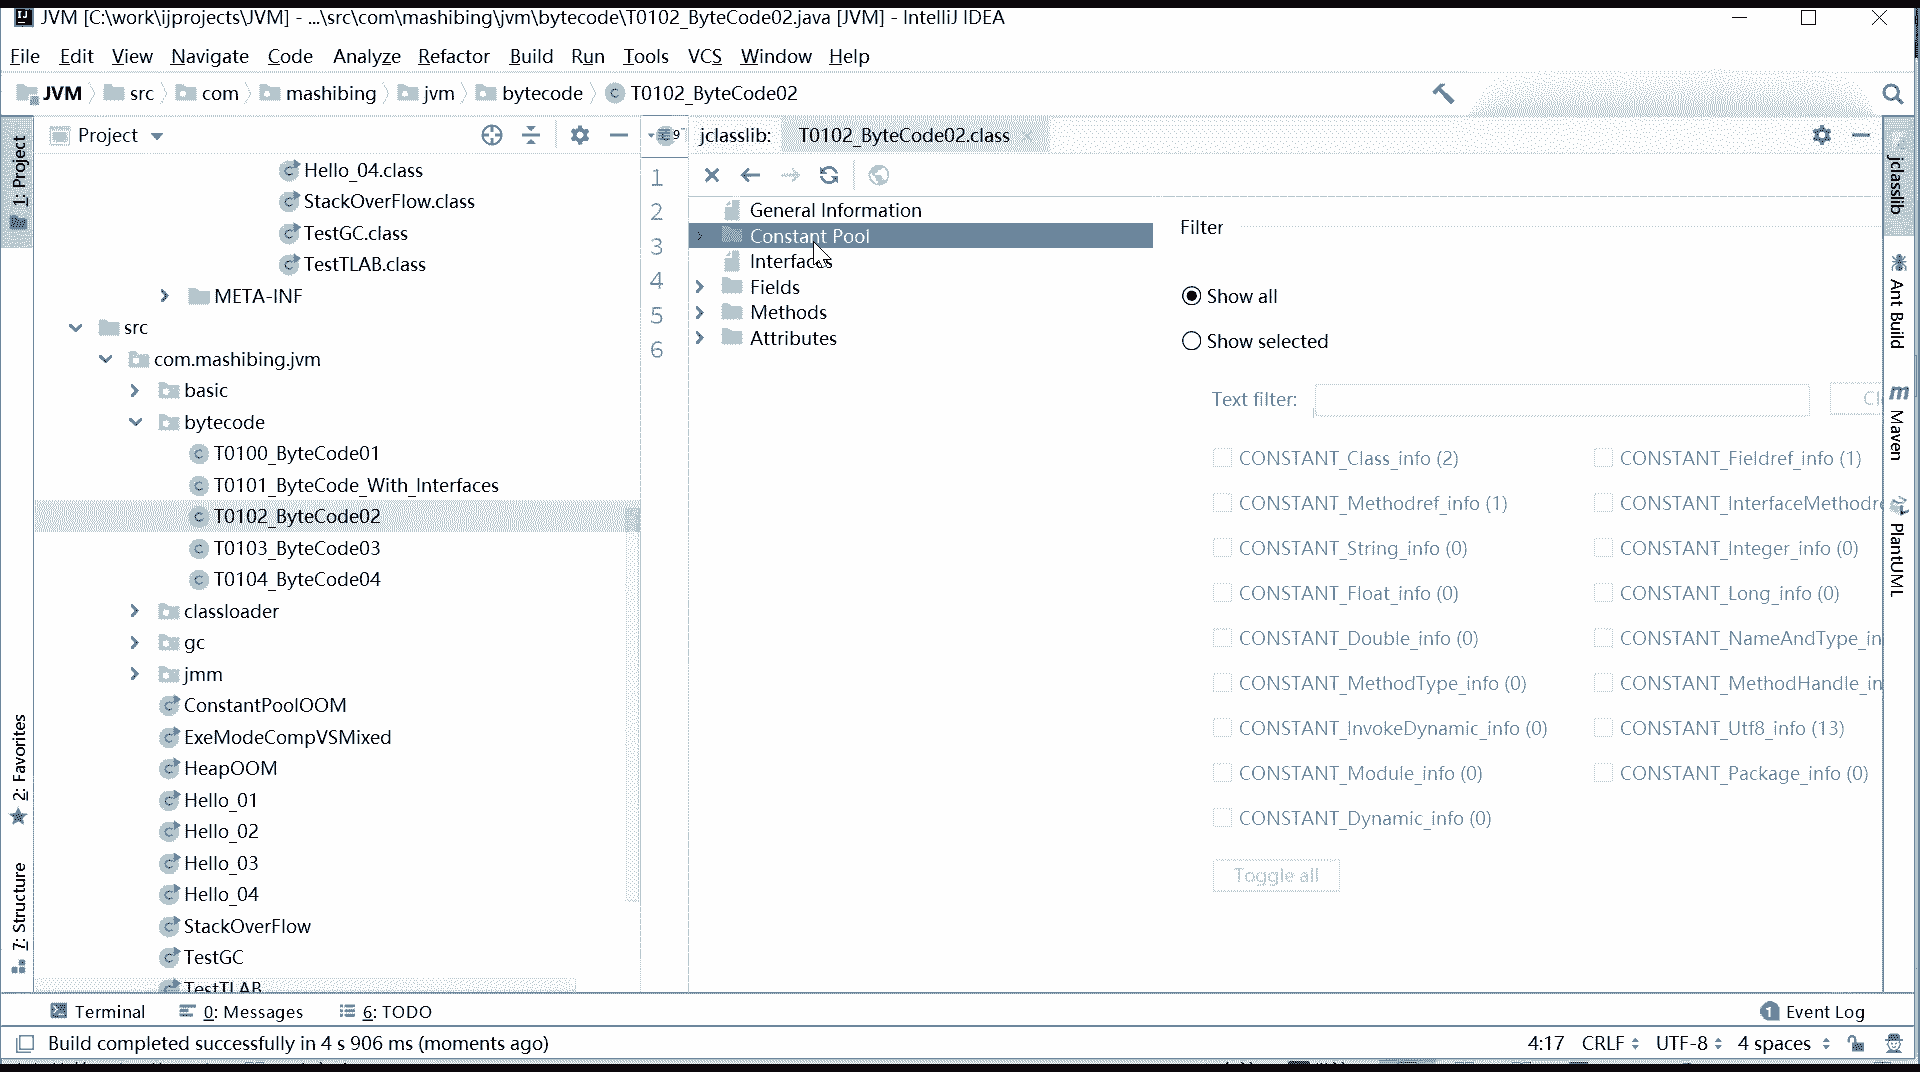 JVM [C:\work\ijprojects\JVM] - ...\src\com\mashibing\jvm\bytecode\T0102_ByteCode02.java [JVM] - IntelliJ IDEA
File Edit View Navigate Code Analyze Refactor Build Run Tools VCS Window Help
JVM src com mashibing jvm bytecode T0102_ByteCode02
1: Project
2: Favorites
7: Structure
Project
Hello_04.class
StackOverFlow.class
TestGC.class
TestTLAB.class
META-INF
src
com.mashibing.jvm
basic
bytecode
T0100_ByteCode01
T0101_ByteCode_With_Interfaces
T0102_ByteCode02
T0103_ByteCode03
T0104_ByteCode04
classloader
gc
jmm
ConstantPoolOOM
ExeModeCompVSMixed
HeapOOM
Hello_01
Hello_02
Hello_03
Hello_04
StackOverFlow
TestGC
TestTLAB
1
2
3
4
5
6
jclasslib: T0102_ByteCode02.class
General Information
Constant Pool
Interfaces
Fields
Methods
Attributes
Filter
Show all
Show selected
Text filter:
CONSTANT_Class_info (2) CONSTANT_Fieldref_info (1)
CONSTANT_Methodref_info (1) CONSTANT_InterfaceMethodre
CONSTANT_String_info (0) CONSTANT_Integer_info (0)
CONSTANT_Float_info (0) CONSTANT_Long_info (0)
CONSTANT_Double_info (0) CONSTANT_NameAndType_in
CONSTANT_MethodType_info (0) CONSTANT_MethodHandle_in
CONSTANT_InvokeDynamic_info (0) CONSTANT_Utf8_info (13)
CONSTANT_Module_info (0) CONSTANT_Package_info (0)
CONSTANT_Dynamic_info (0)
Toggle all
jclasslib
Ant Build
Maven
PlantUML
Terminal 0: Messages 6: TODO 1 Event Log
Build completed successfully in 4 s 906 ms (moments ago) 4:17 CRLF UTF-8 4 spaces